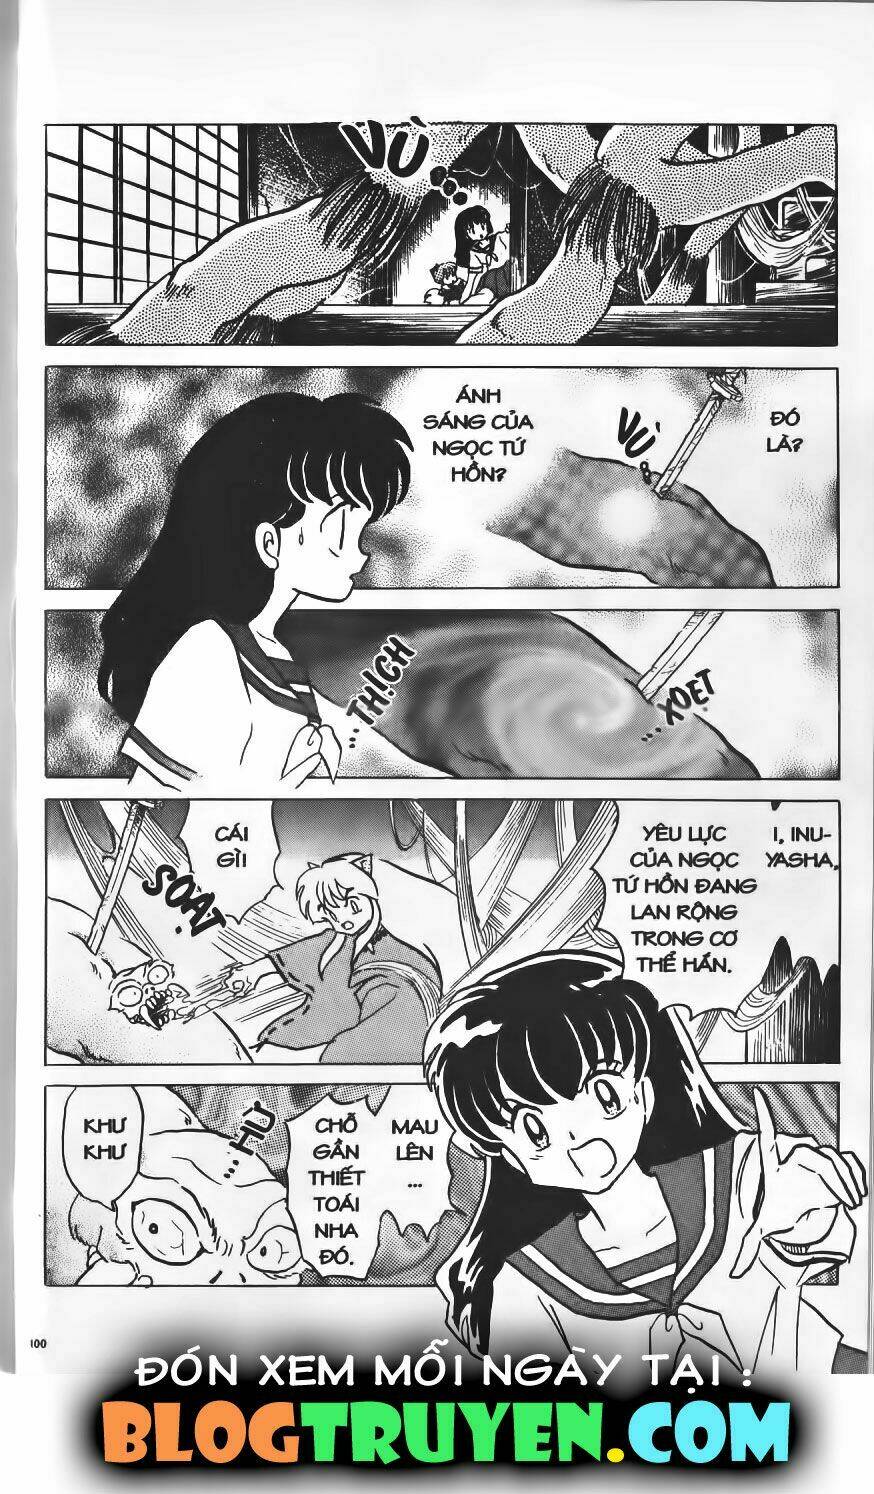 VÙ
ĐÓ
LÀ?
VÙ
ÁNH
SÁNG CỦA
NGỌC TỨ
HỒN?
... XOẸT
... THỊCH
I, INU-
YASHA,
YÊU LỰC
CỦA NGỌC
TỨ HỒN ĐANG
LAN RỘNG
TRONG CƠ
THỂ HẮN.
CÁI
GÌ!
SOẠT
MAU
LÊN
...
CHỖ
GẦN
THIẾT
TOÁI
NHA
ĐÓ.
KHƯ
KHƯ
100
ĐÓN XEM MỖI NGÀY TẠI :
BLOGTRUYEN.COM